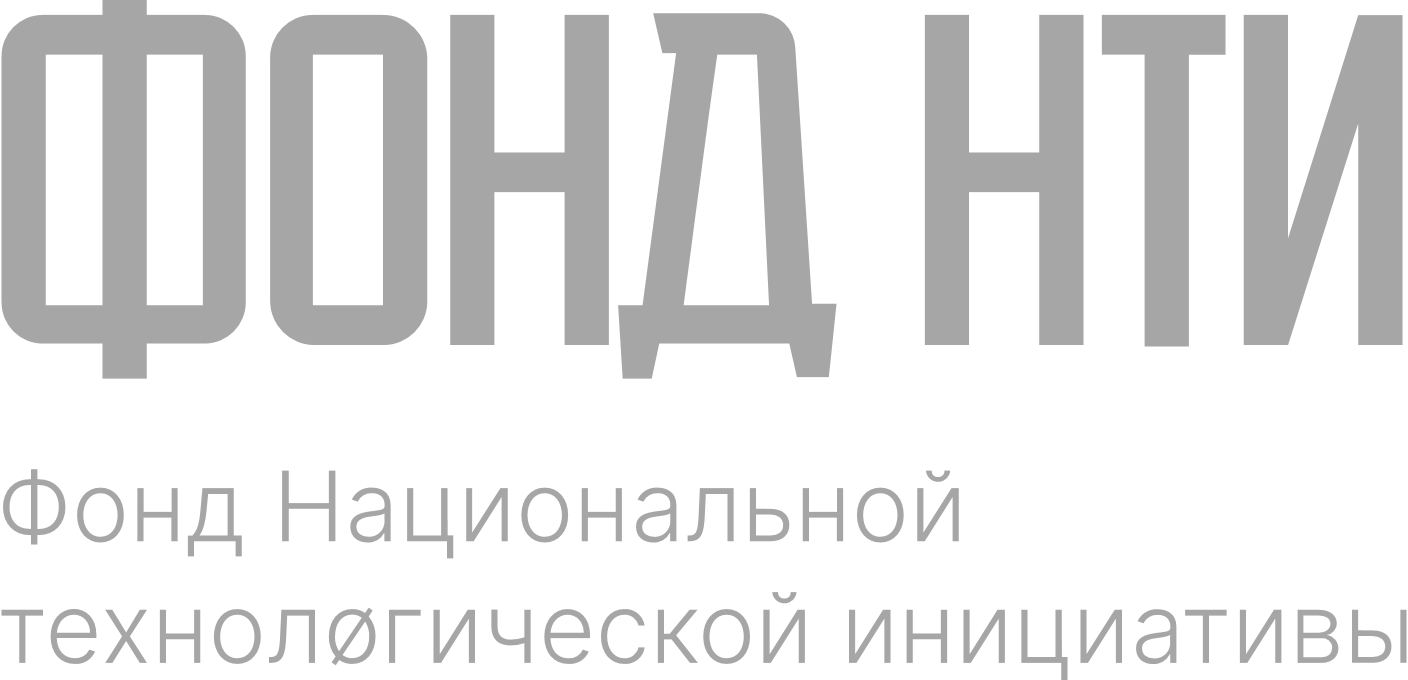 ФОНД НТИ
Фонд Национальной
технолøгической инициативы